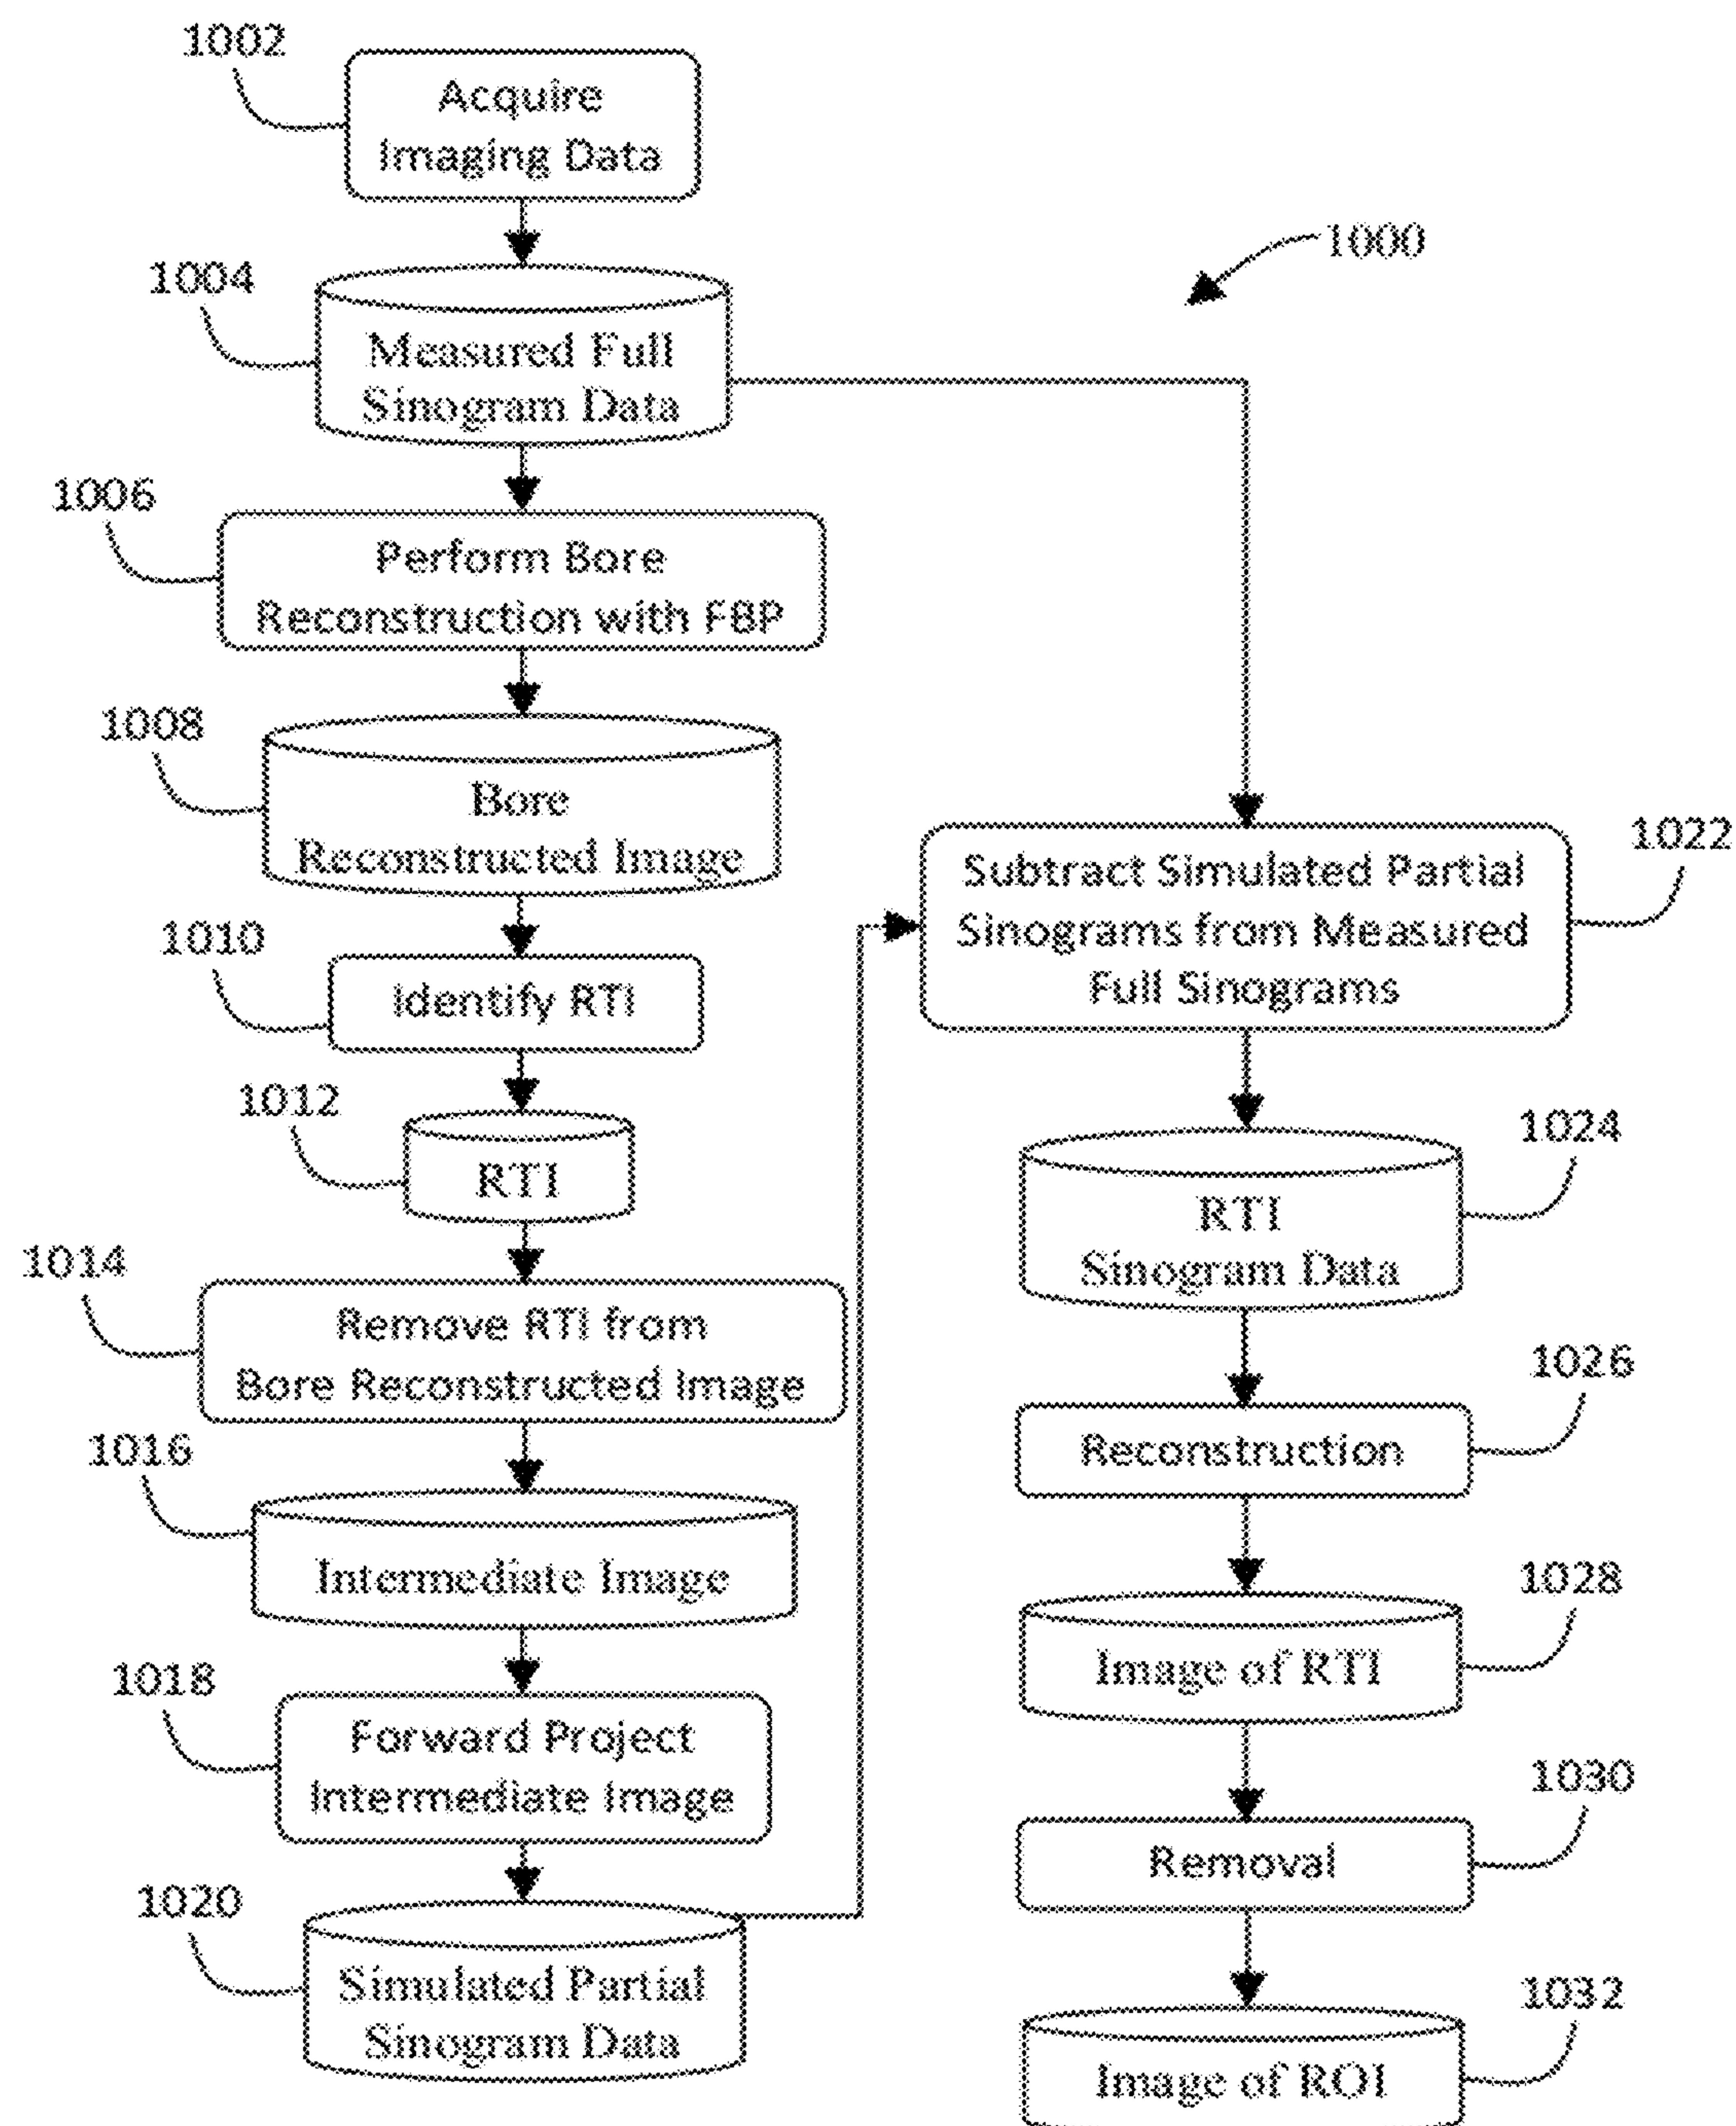 1002
Acquire
Imaging Data
1000
1004
Measured Full
Sinogram Data
1006
Perform Bore
Reconstruction with FBP
1008
Bore
Reconstructed Image
1010
Identify RTI
1012
RTI
1014
Remove RTI from
Bore Reconstructed Image
1016
Intermediate Image
1018
Forward Project
Intermediate Image
1020
Simulated Partial
Sinogram Data
1022
Subtract Simulated Partial
Sinograms from Measured
Full Sinograms
1024
RTI
Sinogram Data
1026
Reconstruction
1028
Image of RTI
1030
Removal
1032
Image of ROI